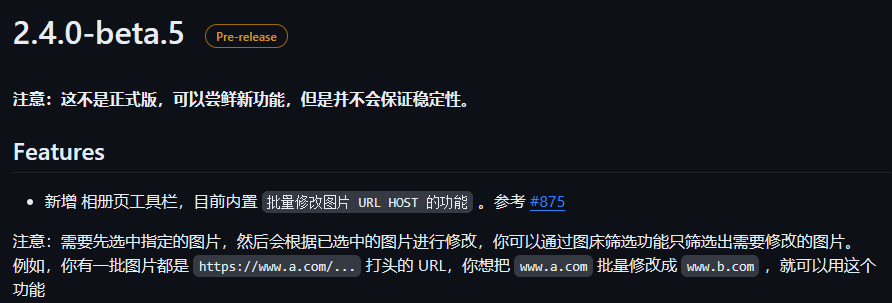 2.4.0-beta.5 Pre-release
注意：这不是正式版，可以尝鲜新功能，但是并不会保证稳定性。
Features
• 新增 相册页工具栏，目前内置 批量修改图片 URL HOST 的功能 。参考 #875
注意：需要先选中指定的图片，然后会根据已选中的图片进行修改，你可以通过图床筛选功能只筛选出需要修改的图片。
例如，你有一批图片都是 https://www.a.com/... 打头的 URL，你想把 www.a.com 批量修改成 www.b.com ，就可以用这个
功能